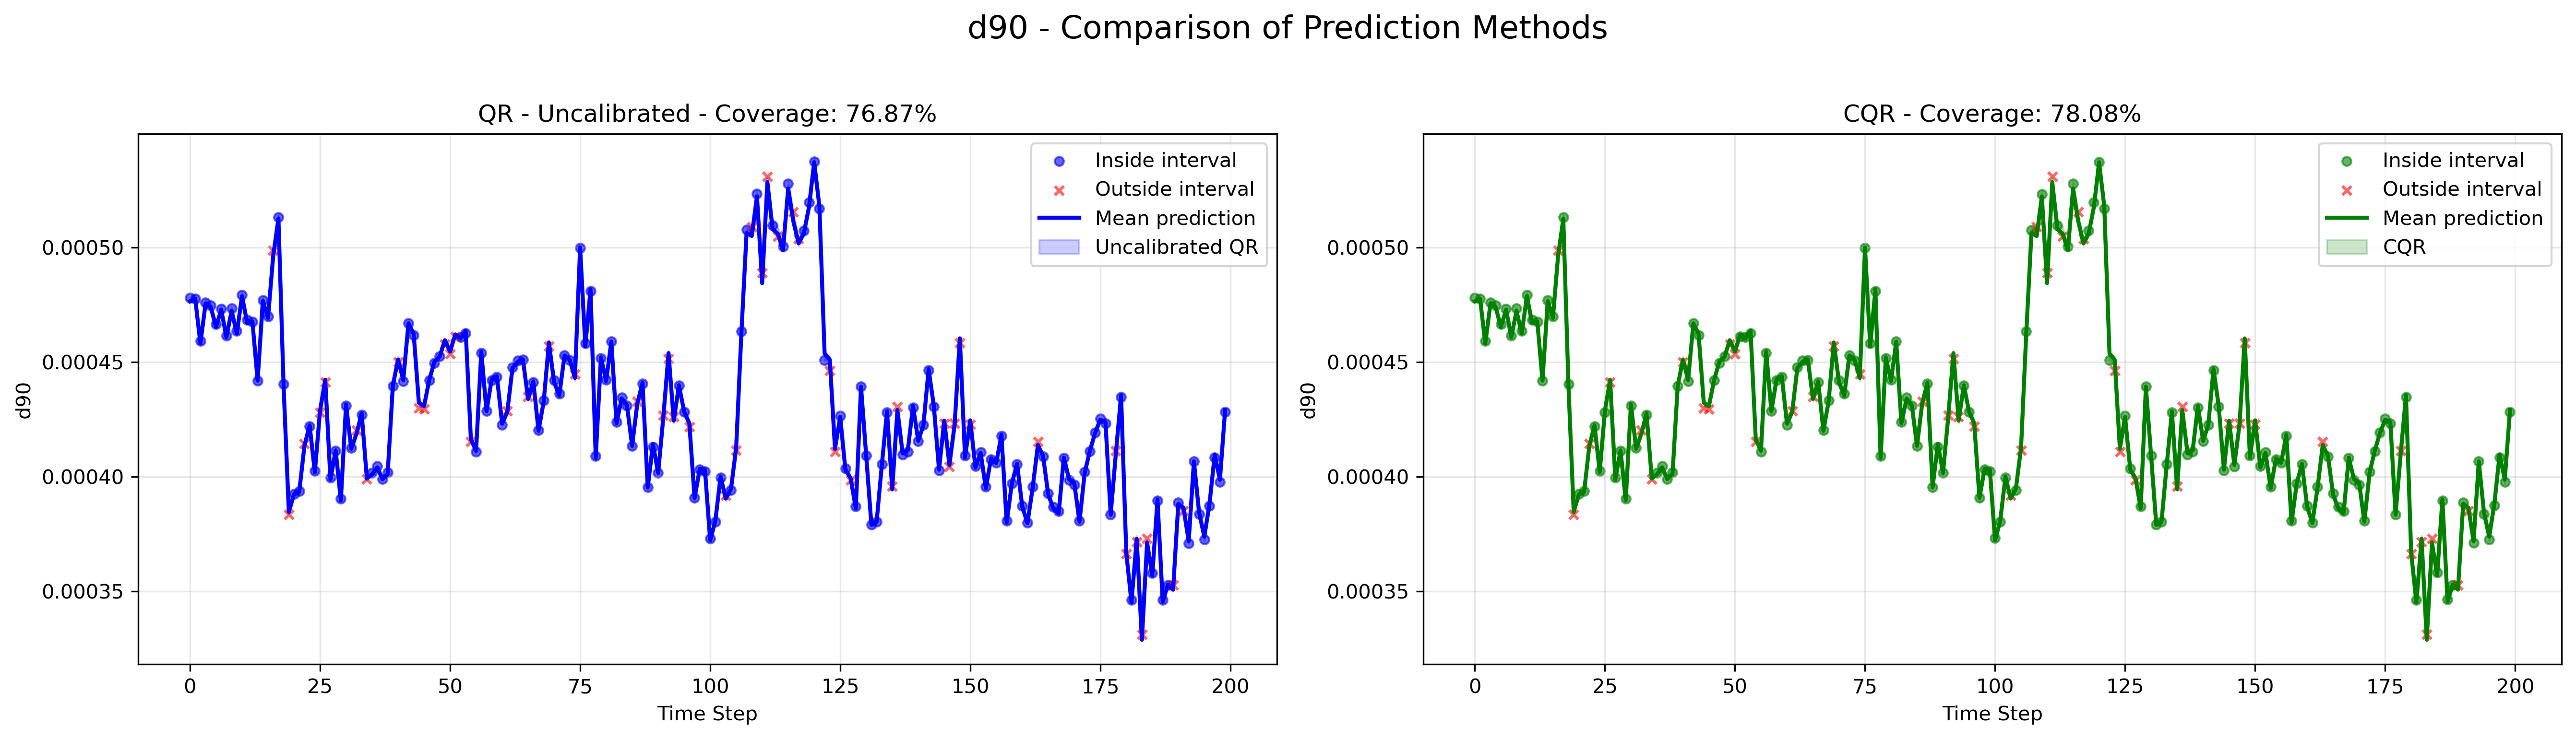 d90 - Comparison of Prediction Methods
QR - Uncalibrated - Coverage: 76.87%
Inside interval
Outside interval
Mean prediction
Uncalibrated QR
0.00050
0.00045
0.00040
0.00035
d90
0
25
50
75
100
125
150
175
200
Time Step
CQR - Coverage: 78.08%
Inside interval
Outside interval
Mean prediction
CQR
0.00050
0.00045
0.00040
0.00035
d90
0
25
50
75
100
125
150
175
200
Time Step